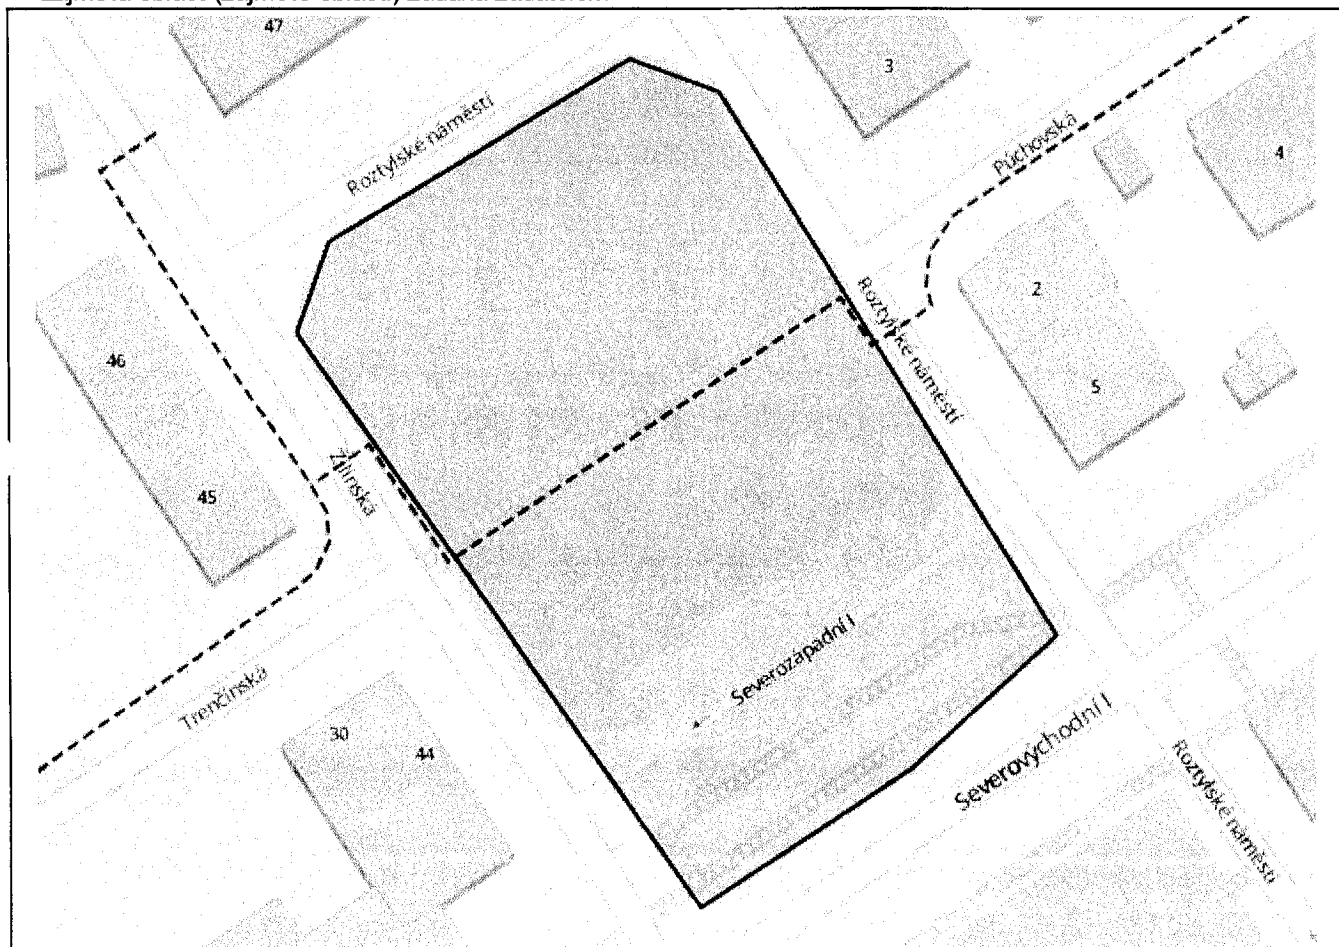 47
3
Roztylské náměstí
Púchovská
4
Roztylské náměstí
2
46
5
Žilinská
45
Severozápadní I
Trenčínská
30
44
Severovýchodní I
Roztylské náměstí